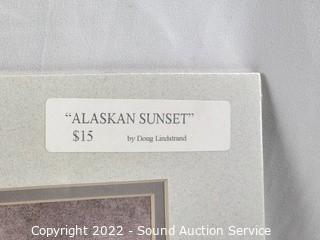 “ALASKAN SUNSET”
$15 by Doug Lindstrand
Copyright 2022 - Sound Auction Service